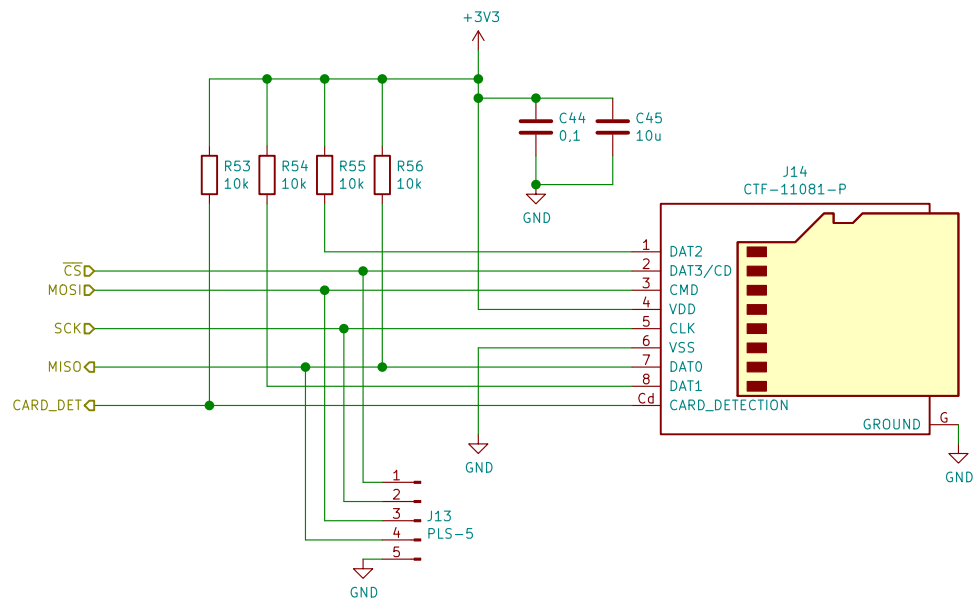 +3V3
C44
0,1
C45
10u
R53
10k
R54
10k
R55
10k
R56
10k
GND
J14
CTF-11081-P
1 DAT2
CS 2 DAT3/CD
MOSI 3 CMD
4 VDD
SCK 5 CLK
6 VSS
MISO 7 DAT0
8 DAT1
CARD_DET Cd CARD_DETECTION
GROUND G
GND
GND
1
2
3
4
5
J13
PLS-5
GND